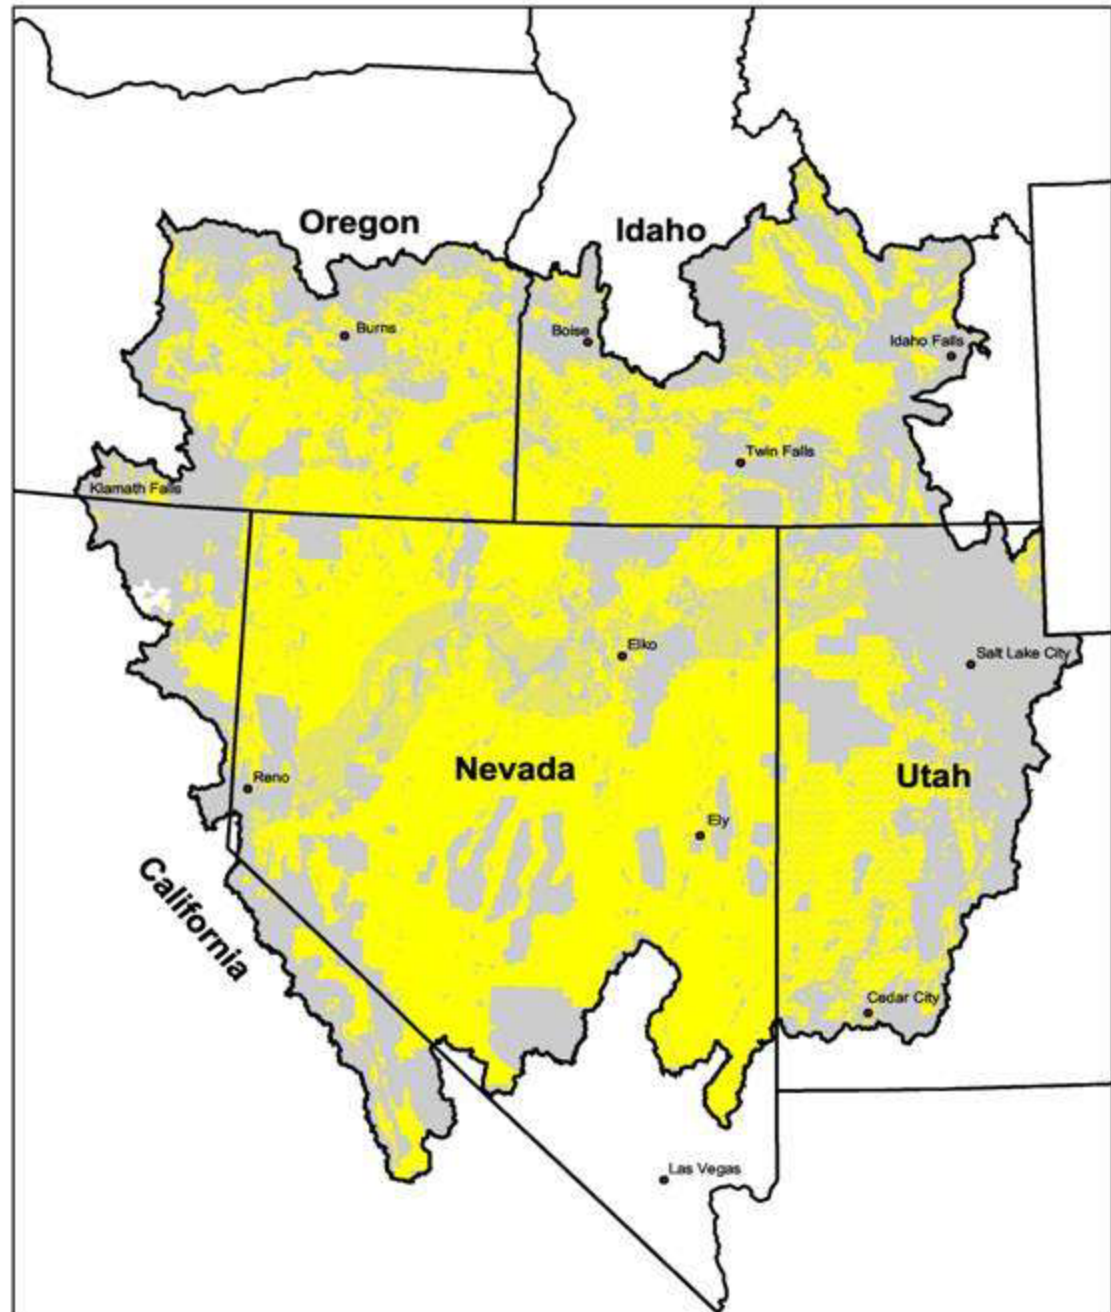 Oregon
Idaho
Burns
Boise
Idaho Falls
Twin Falls
Klamath Falls
Elko
Salt Lake City
Nevada
Utah
Reno
Ely
California
Cedar City
Las Vegas